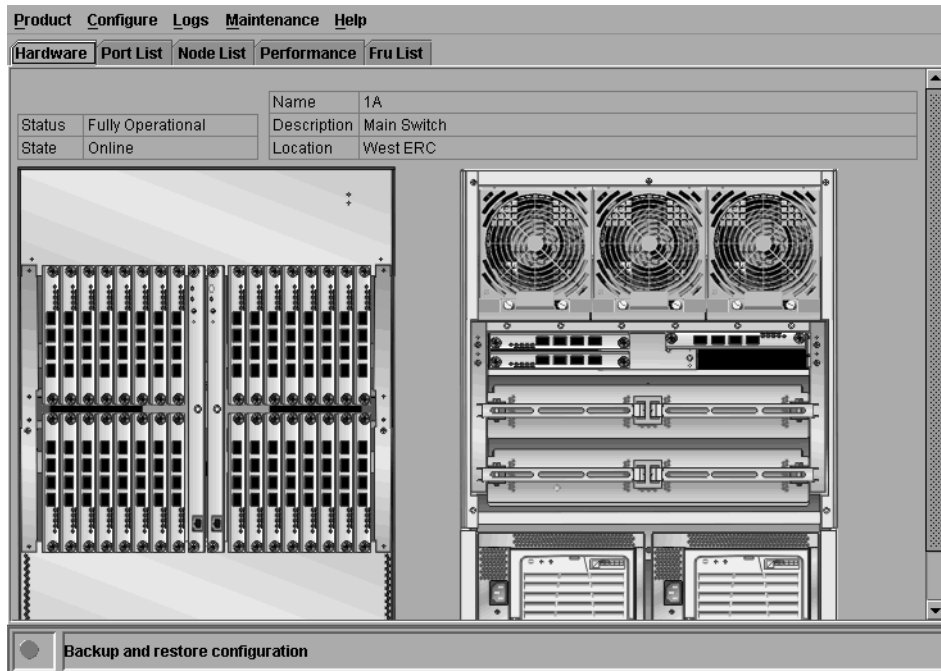 Product Configure Logs Maintenance Help
Hardware Port List Node List Performance Fru List
Name 1A
Status Fully Operational Description Main Switch
State Online Location West ERC
Backup and restore configuration